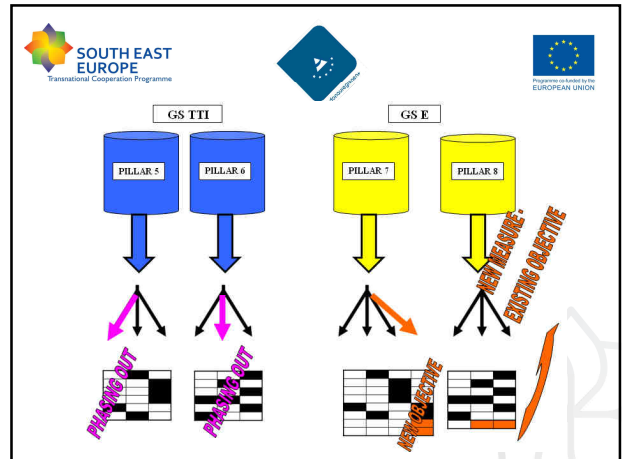 SOUTH EAST
EUROPE
Transnational Cooperation Programme
Programme co-funded by the
EUROPEAN UNION
GS TTI
GS E
PILLAR 5
PILLAR 6
PILLAR 7
PILLAR 8
NEW MEASURE -
EXISTING OBJECTIVE
PHASING OUT
PHASING OUT
NEW OBJECTIVE